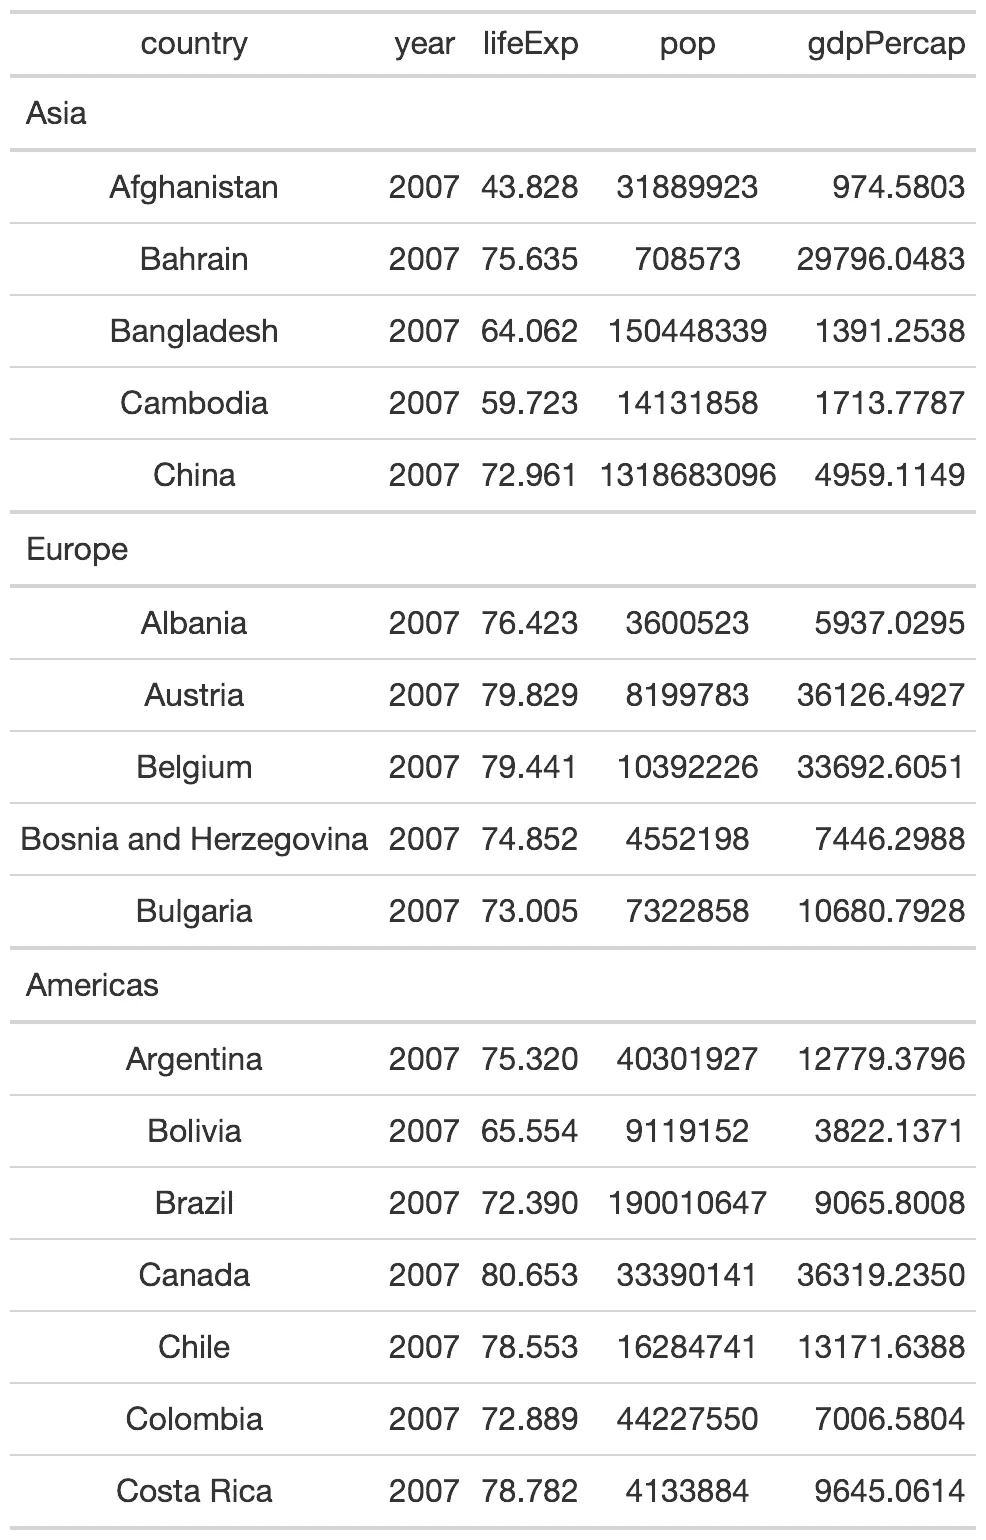 country year lifeExp pop gdpPercap
Asia
Afghanistan 2007 43.828 31889923 974.5803
Bahrain 2007 75.635 708573 29796.0483
Bangladesh 2007 64.062 150448339 1391.2538
Cambodia 2007 59.723 14131858 1713.7787
China 2007 72.961 1318683096 4959.1149
Europe
Albania 2007 76.423 3600523 5937.0295
Austria 2007 79.829 8199783 36126.4927
Belgium 2007 79.441 10392226 33692.6051
Bosnia and Herzegovina 2007 74.852 4552198 7446.2988
Bulgaria 2007 73.005 7322858 10680.7928
Americas
Argentina 2007 75.320 40301927 12779.3796
Bolivia 2007 65.554 9119152 3822.1371
Brazil 2007 72.390 190010647 9065.8008
Canada 2007 80.653 33390141 36319.2350
Chile 2007 78.553 16284741 13171.6388
Colombia 2007 72.889 44227550 7006.5804
Costa Rica 2007 78.782 4133884 9645.0614